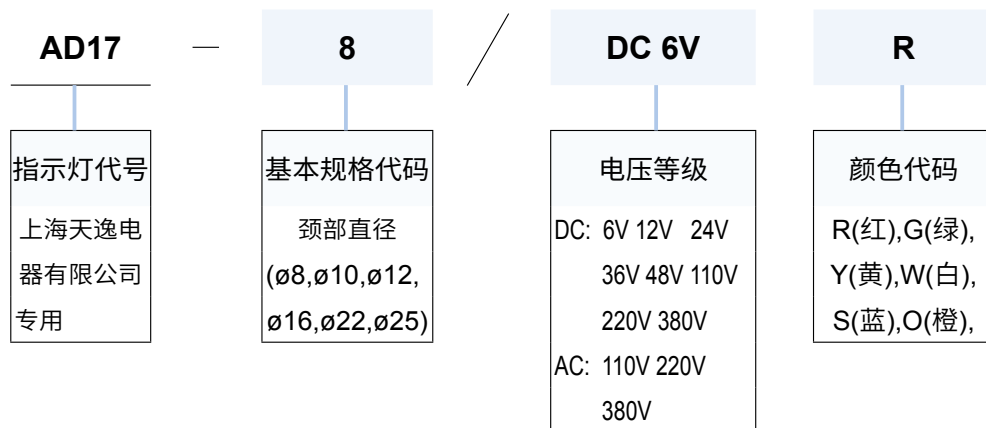 AD17 — 8 / DC 6V R
指示灯代号
上海天逸电
器有限公司
专用
基本规格代码
颈部直径
(ø8,ø10,ø12,
ø16,ø22,ø25)
电压等级
DC: 6V 12V 24V
36V 48V 110V
220V 380V
AC: 110V 220V
380V
颜色代码
R(红),G(绿),
Y(黄),W(白),
S(蓝),O(橙),